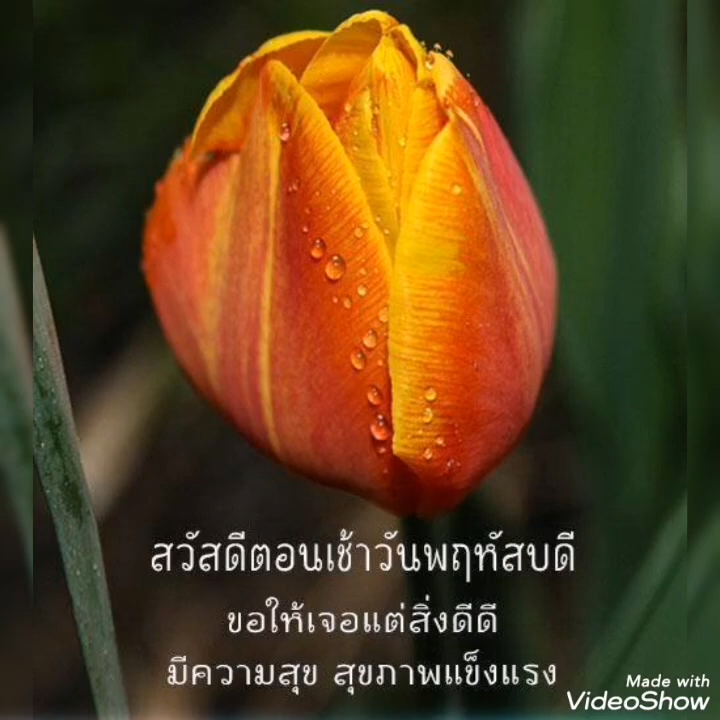 สวัสดีตอนเช้าวันพฤหัสบดี
ขอให้เจอแต่สิ่งดีดี
มีความสุข สุขภาพแข็งแรง
Made with
VideoShow